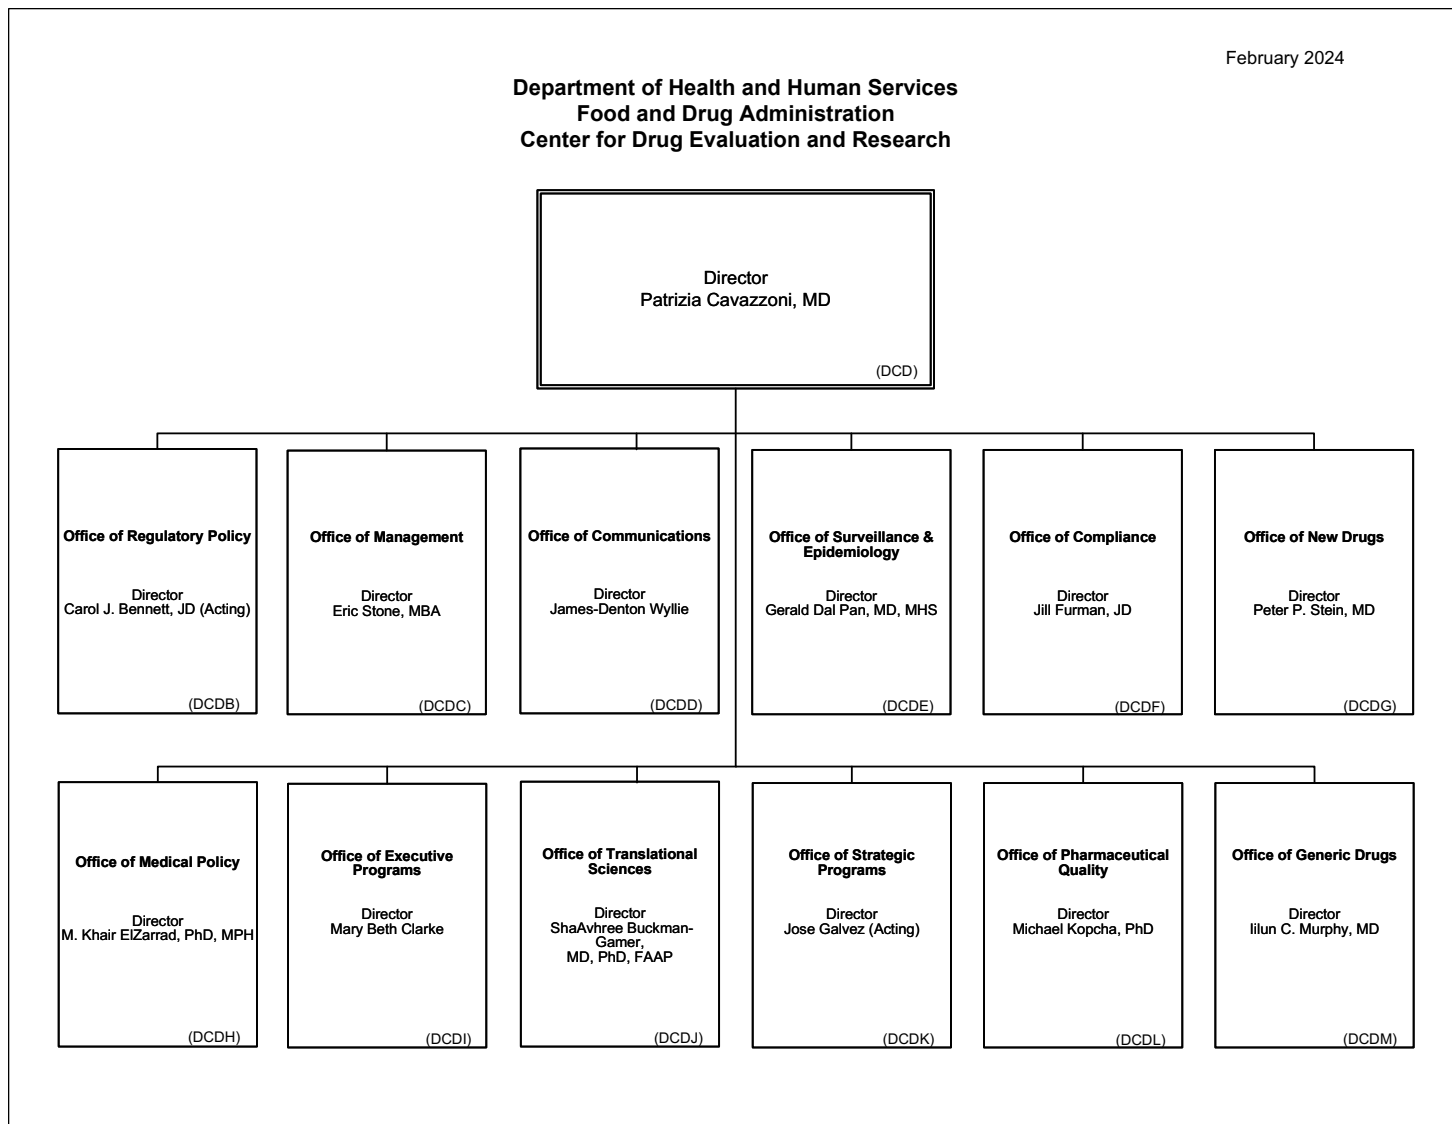 February 2024
Department of Health and Human Services
Food and Drug Administration
Center for Drug Evaluation and Research
Director
Patrizia Cavazzoni, MD
(DCD)
Office of Regulatory Policy
Director
Carol J. Bennett, JD (Acting)
(DCDB)
Office of Management
Director
Eric Stone, MBA
(DCDC)
Office of Communications
Director
James-Denton Wyllie
(DCDD)
Office of Surveillance &
Epidemiology
Director
Gerald Dal Pan, MD, MHS
(DCDE)
Office of Compliance
Director
Jill Furman, JD
(DCDF)
Office of New Drugs
Director
Peter P. Stein, MD
(DCDG)
Office of Medical Policy
Director
M. Khair ElZarrad, PhD, MPH
(DCDH)
Office of Executive
Programs
Director
Mary Beth Clarke
(DCDI)
Office of Translational
Sciences
Director
ShaAvhree Buckman-
Garner,
MD, PhD, FAAP
(DCDJ)
Office of Strategic
Programs
Director
Jose Galvez (Acting)
(DCDK)
Office of Pharmaceutical
Quality
Director
Michael Kopcha, PhD
(DCDL)
Office of Generic Drugs
Director
Iilun C. Murphy, MD
(DCDM)